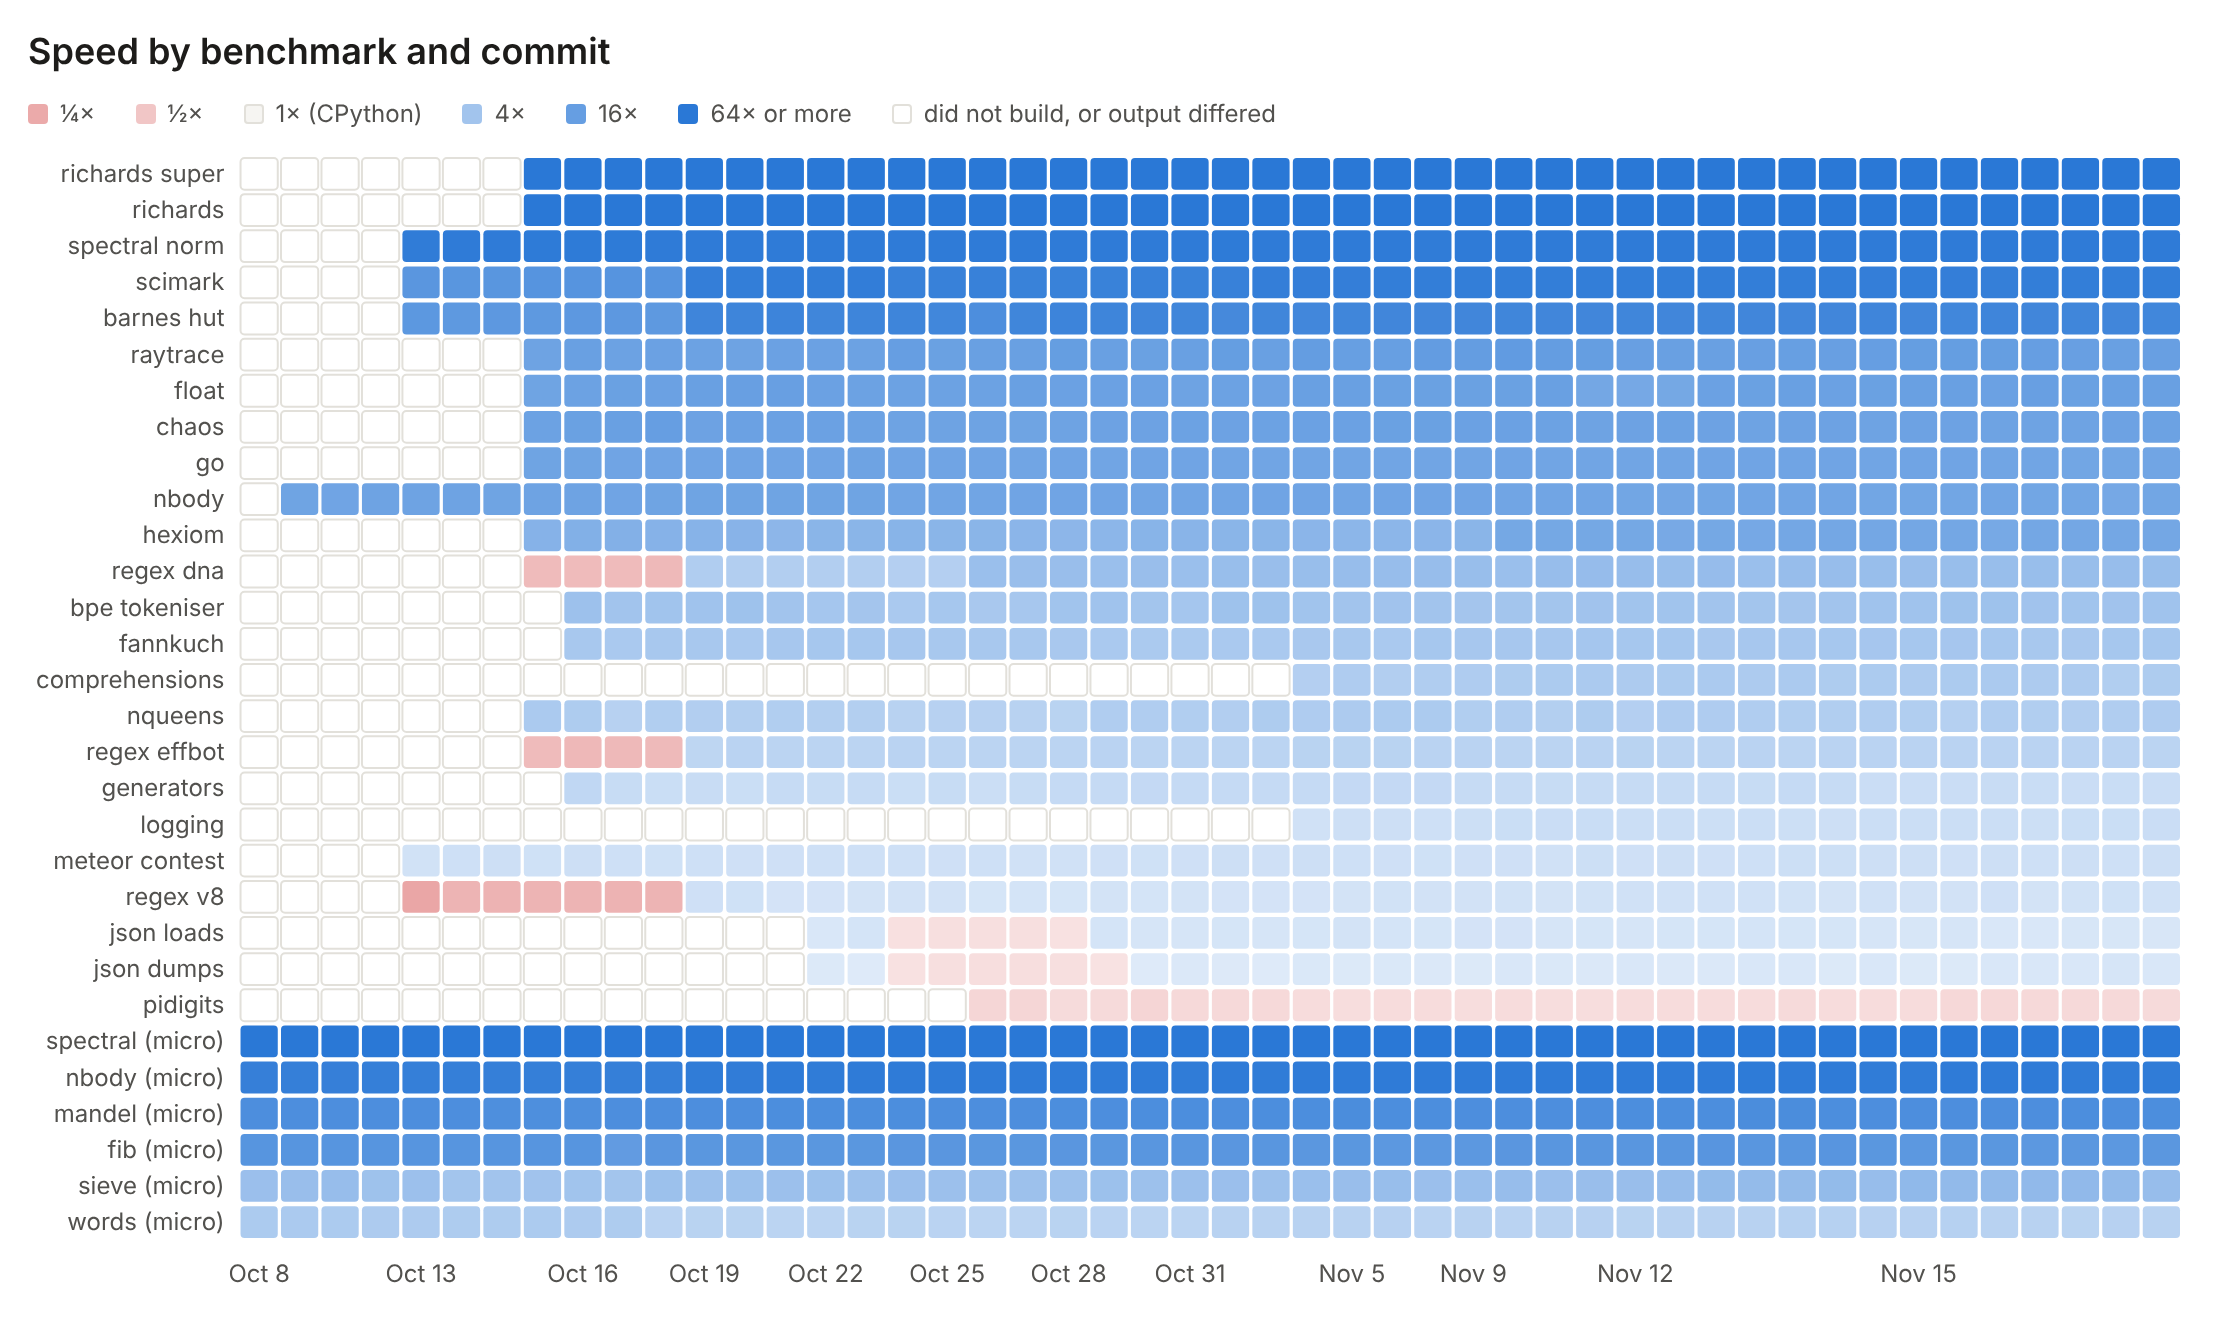 Speed by benchmark and commit
¼× ½× 1× (CPython) 4× 16× 64× or more did not build, or output differed
richards super
richards
spectral norm
scimark
barnes hut
raytrace
float
chaos
go
nbody
hexiom
regex dna
bpe tokeniser
fannkuch
comprehensions
nqueens
regex effbot
generators
logging
meteor contest
regex v8
json loads
json dumps
pidigits
spectral (micro)
nbody (micro)
mandel (micro)
fib (micro)
sieve (micro)
words (micro)
Oct 8 Oct 13 Oct 16 Oct 19 Oct 22 Oct 25 Oct 28 Oct 31 Nov 5 Nov 9 Nov 12 Nov 15